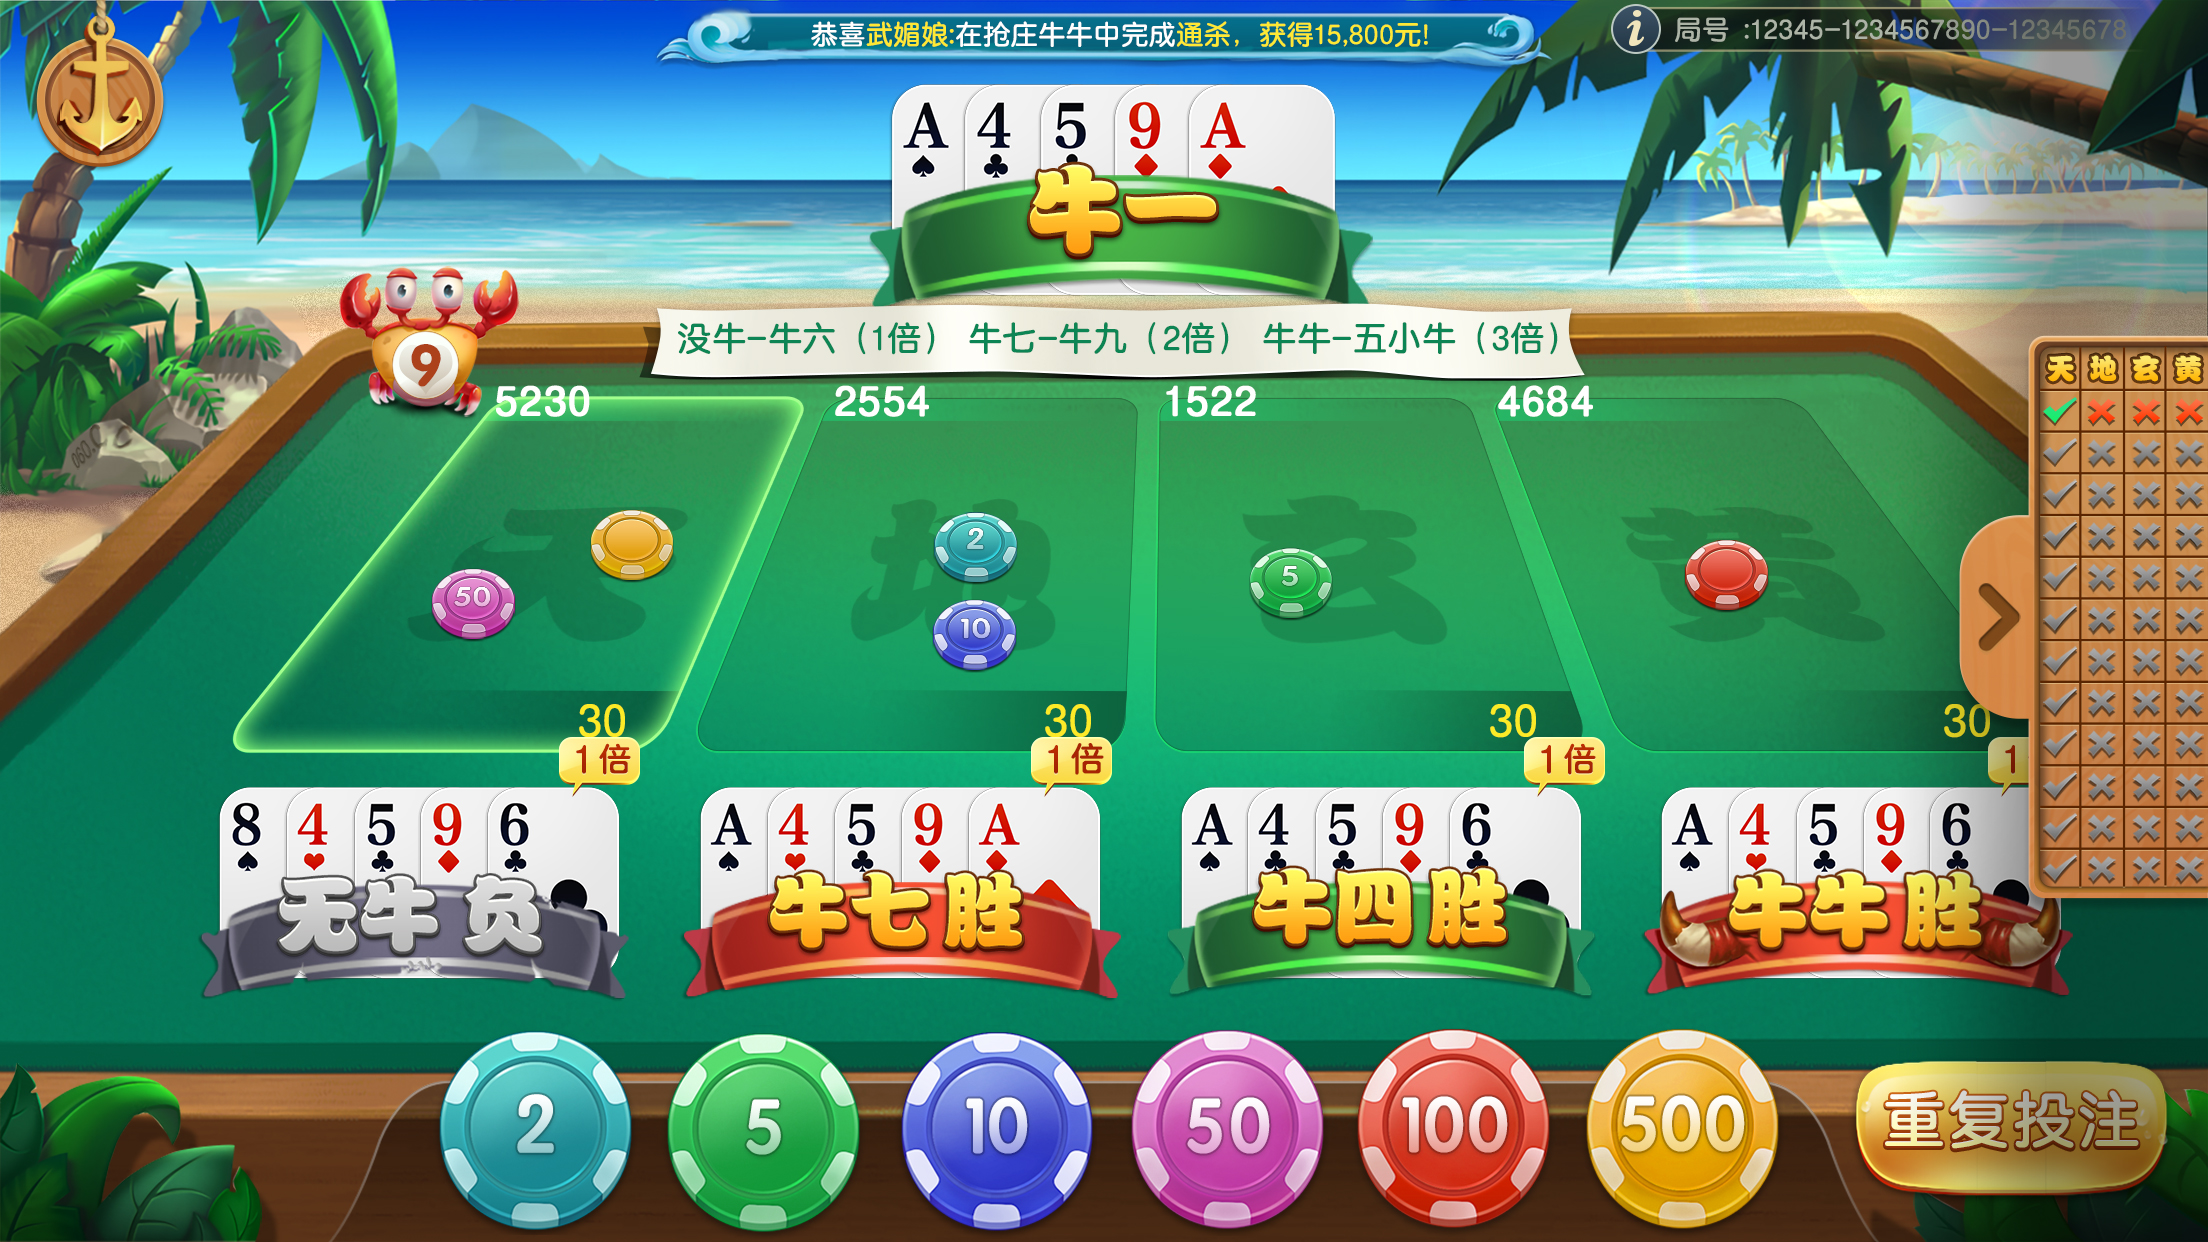 恭喜武媚娘:在抢庄牛牛中完成通杀，获得15,800元!
局号 :12345-1234567890-12345678
A 4 5 9 A
牛一
没牛-牛六（1倍） 牛七-牛九（2倍） 牛牛-五小牛（3倍）
天 地 玄 黄
9
5230 2554 1522 4684
天 地 玄 黄
50
2
10
5
30 30 30 30
1倍 1倍 1倍 1
8 4 5 9 6
无牛 负
A 4 5 9 A
牛七 胜
A 4 5 9 6
牛四 胜
A 4 5 9 6
牛牛 胜
2 5 10 50 100 500
重复投注